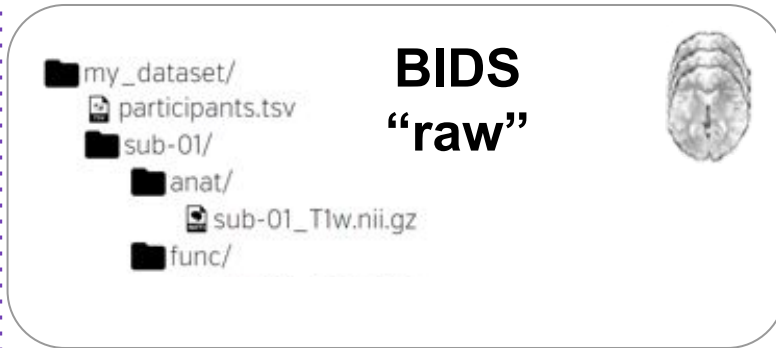 my_dataset/
participants.tsv
sub-01/
anat/
sub-01_T1w.nii.gz
func/
BIDS
“raw”